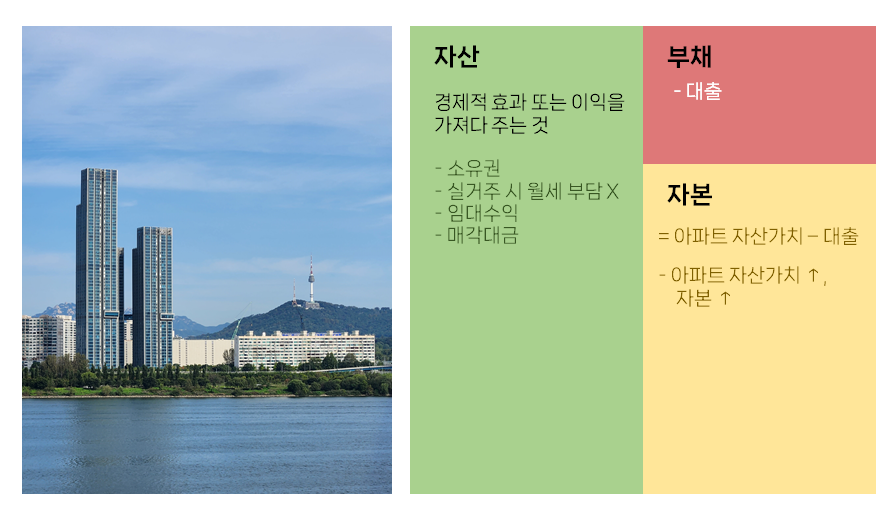 자산
경제적 효과 또는 이익을
가져다 주는 것
- 소유권
- 실거주 시 월세 부담 X
- 임대수익
- 매각대금
부채
- 대출
자본
= 아파트 자산가치 – 대출
- 아파트 자산가치 ↑,
자본 ↑